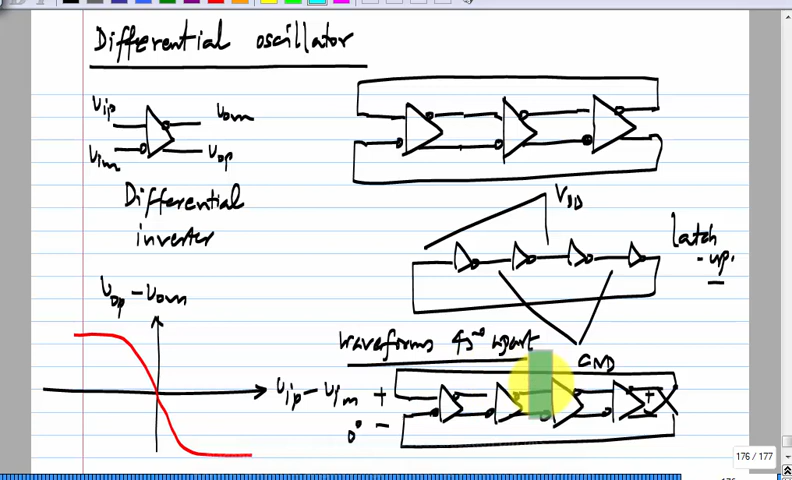 Differential oscillator
Vip
Vom
Vim
Vop
Differential
inverter
VDD
latch
-up.
Vop - Vom
Waveforms 45° apart
GND
Vip - Vim
+
0° -
+
176 / 177